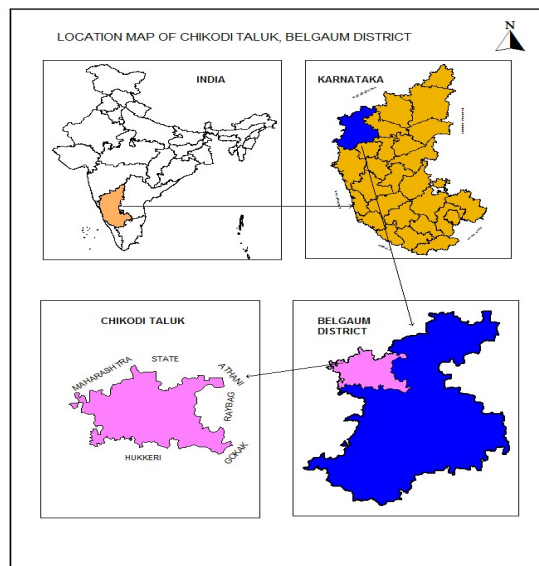 LOCATION MAP OF CHIKODI TALUK, BELGAUM DISTRICT
N
INDIA
KARNATAKA
CHIKODI TALUK
MAHARASHTRA
STATE
ATHANI
RAYBAG
GOKAK
HUKKERI
BELGAUM
DISTRICT